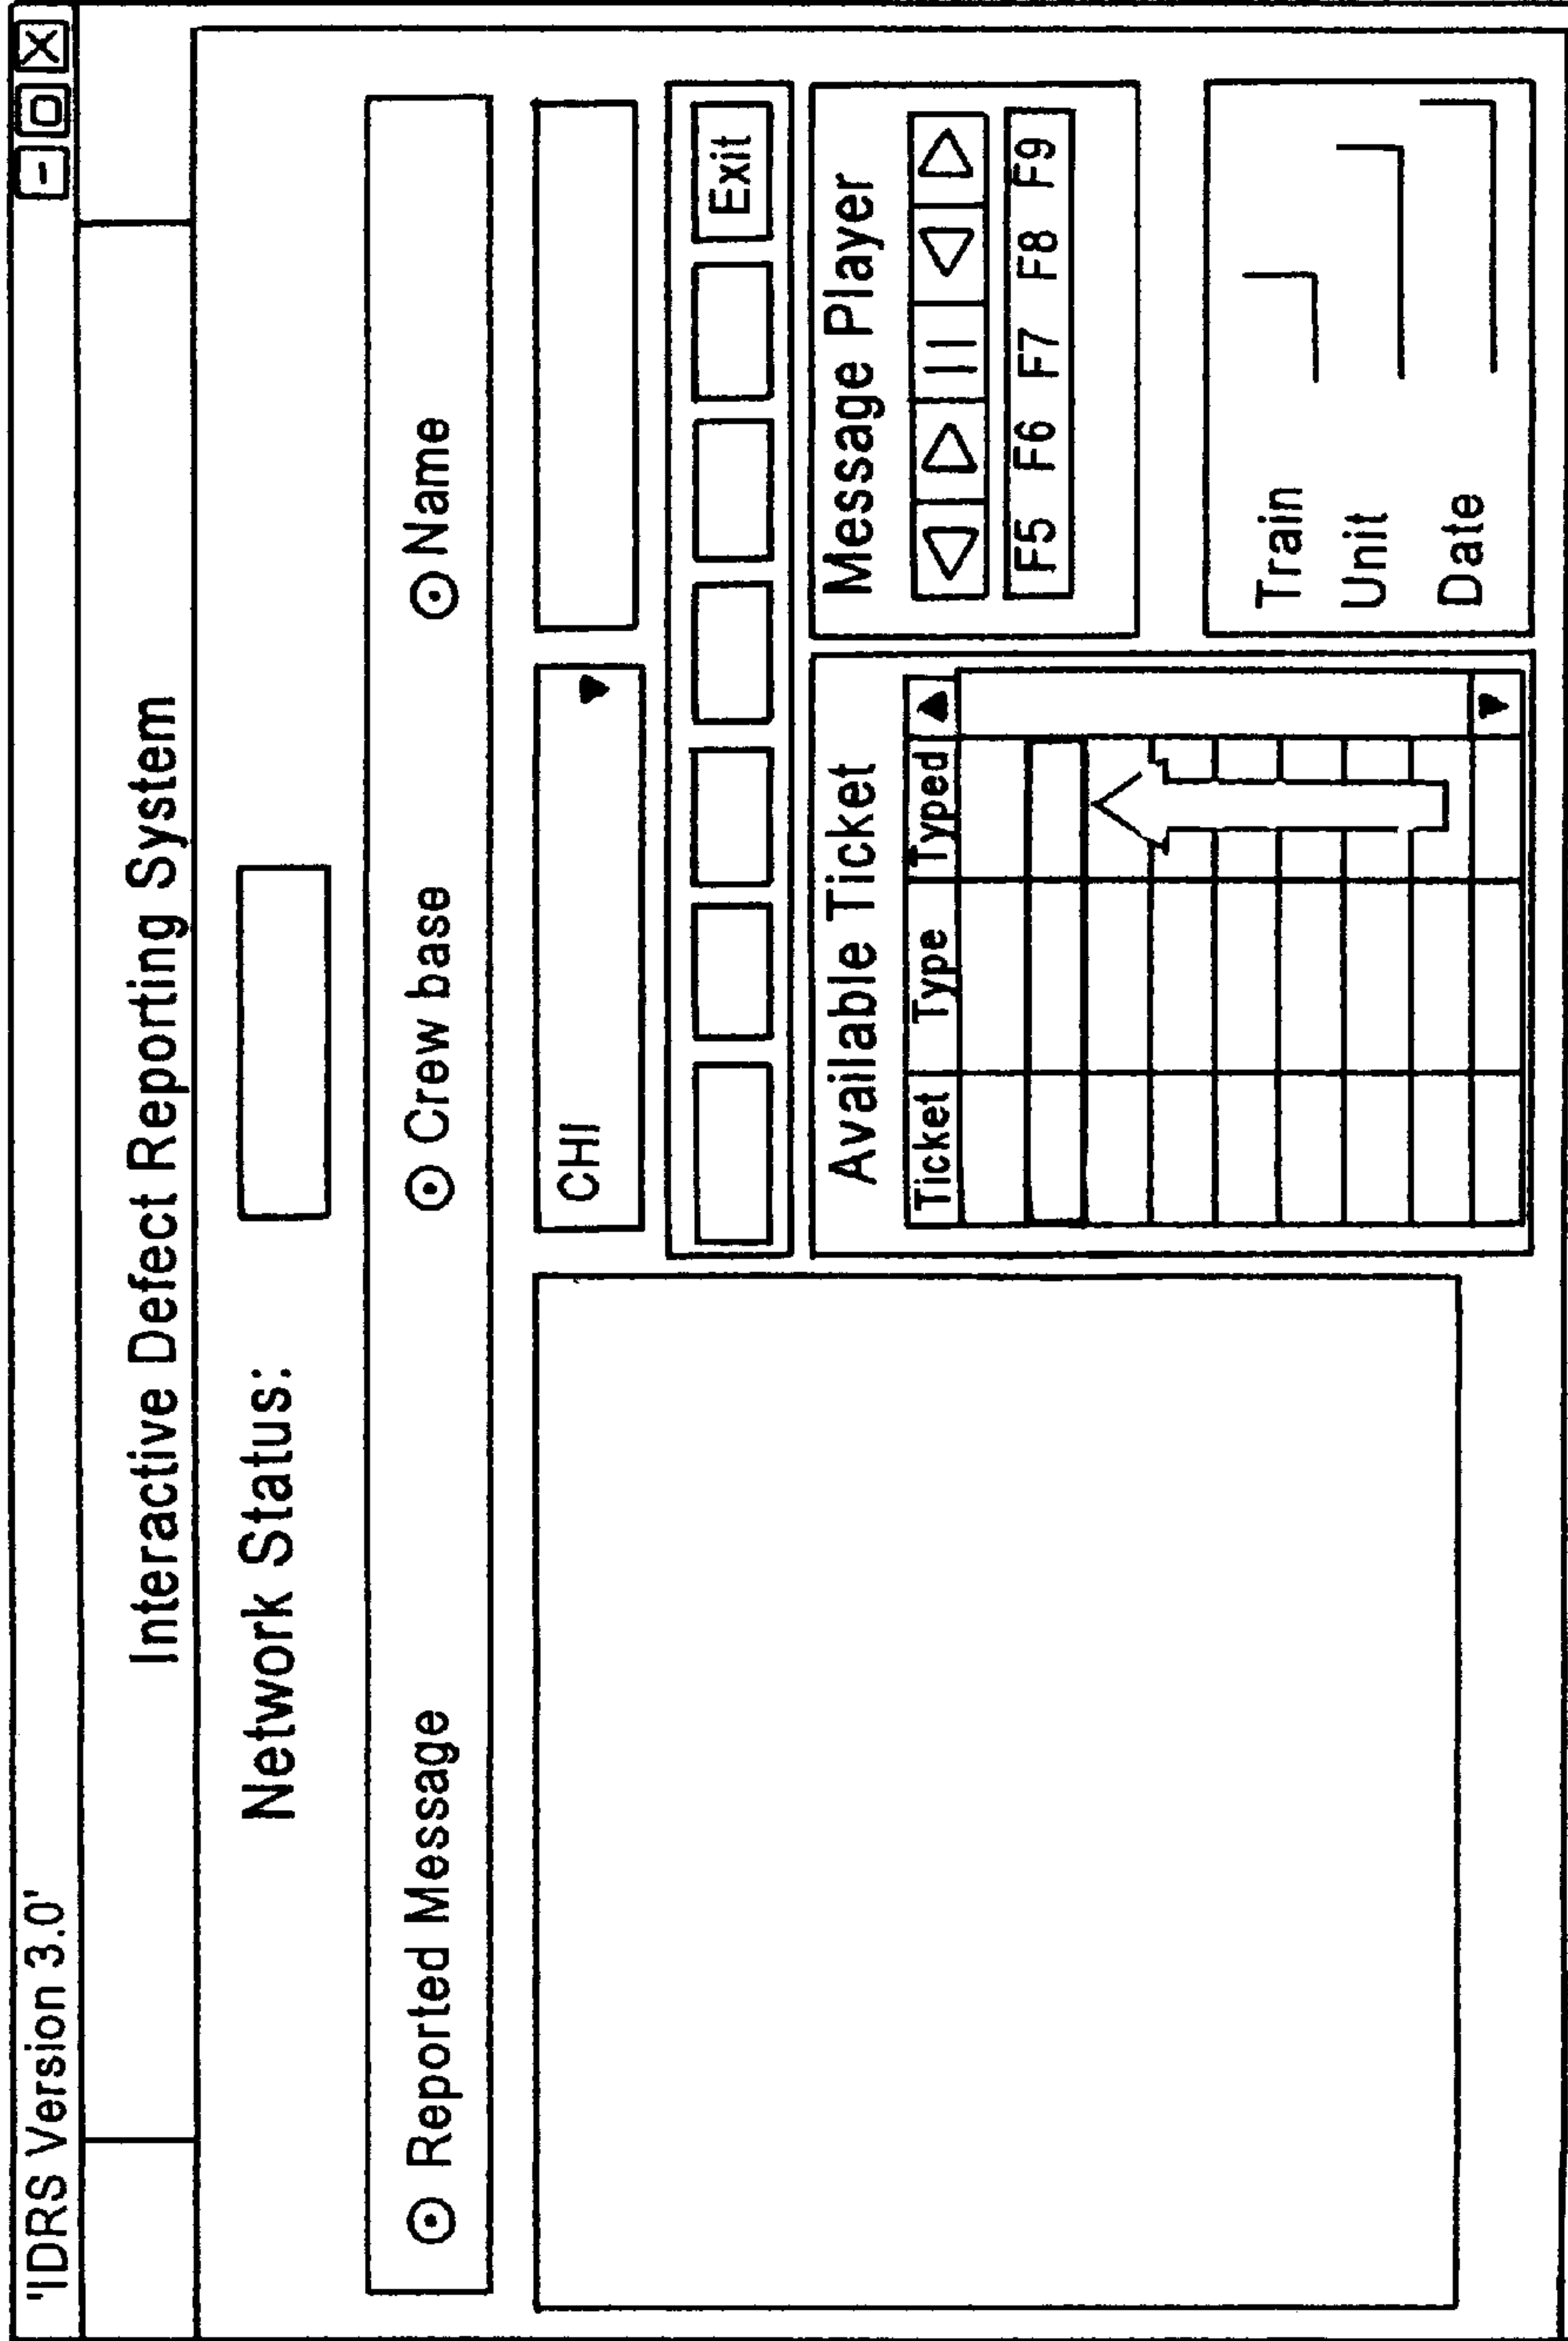 'IDRS Version 3.0'
Interactive Defect Reporting System
Network Status:
Reported Message Crew base Name
CHI
Exit
Available Ticket
Ticket Type Typed
Message Player
F5 F6 F7 F8 F9
Train
Unit
Date